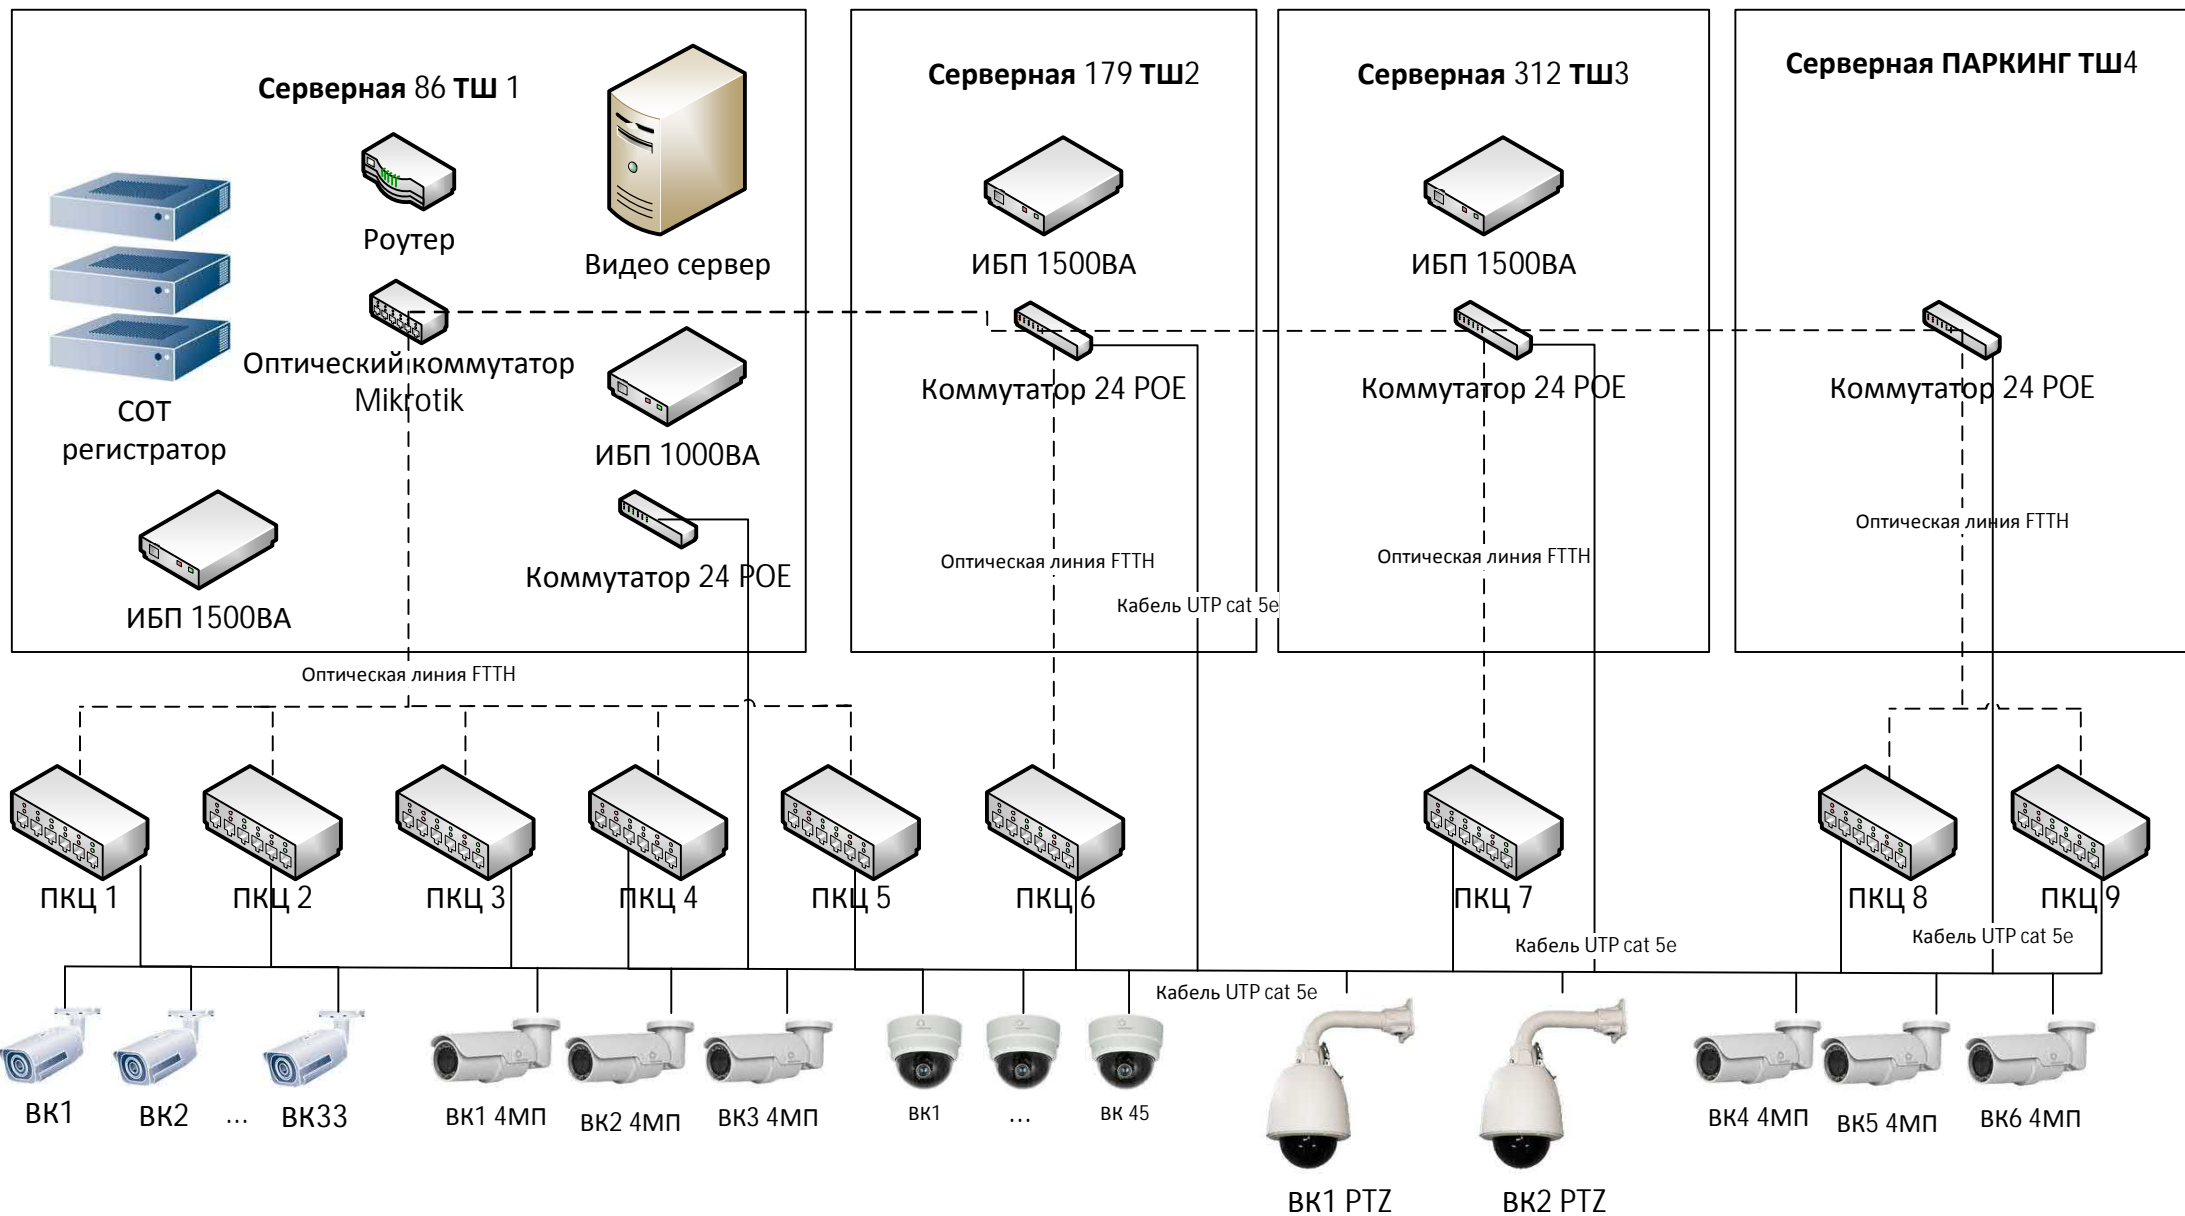 Серверная 86 ТШ 1
Роутер
Видео сервер
Оптический коммутатор
Mikrotik
СОТ
регистратор
ИБП 1000ВА
ИБП 1500ВА
Коммутатор 24 POE
Серверная 179 ТШ2
ИБП 1500ВА
Коммутатор 24 POE
Оптическая линия FTTH
Кабель UTP cat 5e
Серверная 312 ТШ3
ИБП 1500ВА
Коммутатор 24 POE
Оптическая линия FTTH
Серверная ПАРКИНГ ТШ4
Коммутатор 24 POE
Оптическая линия FTTH
Оптическая линия FTTH
ПКЦ 1
ПКЦ 2
ПКЦ 3
ПКЦ 4
ПКЦ 5
ПКЦ 6
ПКЦ 7
ПКЦ 8
ПКЦ 9
Кабель UTP cat 5e
Кабель UTP cat 5e
Кабель UTP cat 5e
ВК1
ВК2
...
ВК33
ВК1 4МП
ВК2 4МП
ВК3 4МП
ВК1
...
ВК 45
ВК1 PTZ
ВК2 PTZ
ВК4 4МП
ВК5 4МП
ВК6 4МП